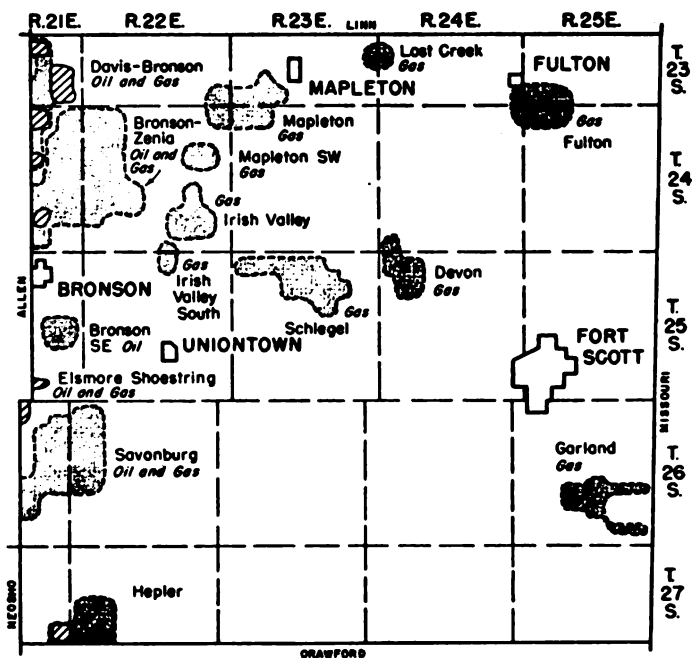 R.21E. R.22E. R.23E. LINN R.24E. R.25E.
T. 23 S.
Davis-Bronson
Oil and Gas
MAPLETON
Lost Creek
Gas
FULTON
Bronson-
Zenia
Oil and
Gas
Mapleton
Gas
Gas
Fulton
Mapleton SW
Gas
T. 24 S.
Gas
Irish Valley
ALLEN
BRONSON
Gas
Irish
Valley
South
Gas
Schlegel
Devon
Gas
T. 25 S.
Bronson
SE Oil
UNIONTOWN
FORT
SCOTT
Elsmore Shoestring
Oil and Gas
MISSOURI
Savonburg
Oil and Gas
Garland
Gas
T. 26 S.
NEOSHO
Hepler
T. 27 S.
CRAWFORD